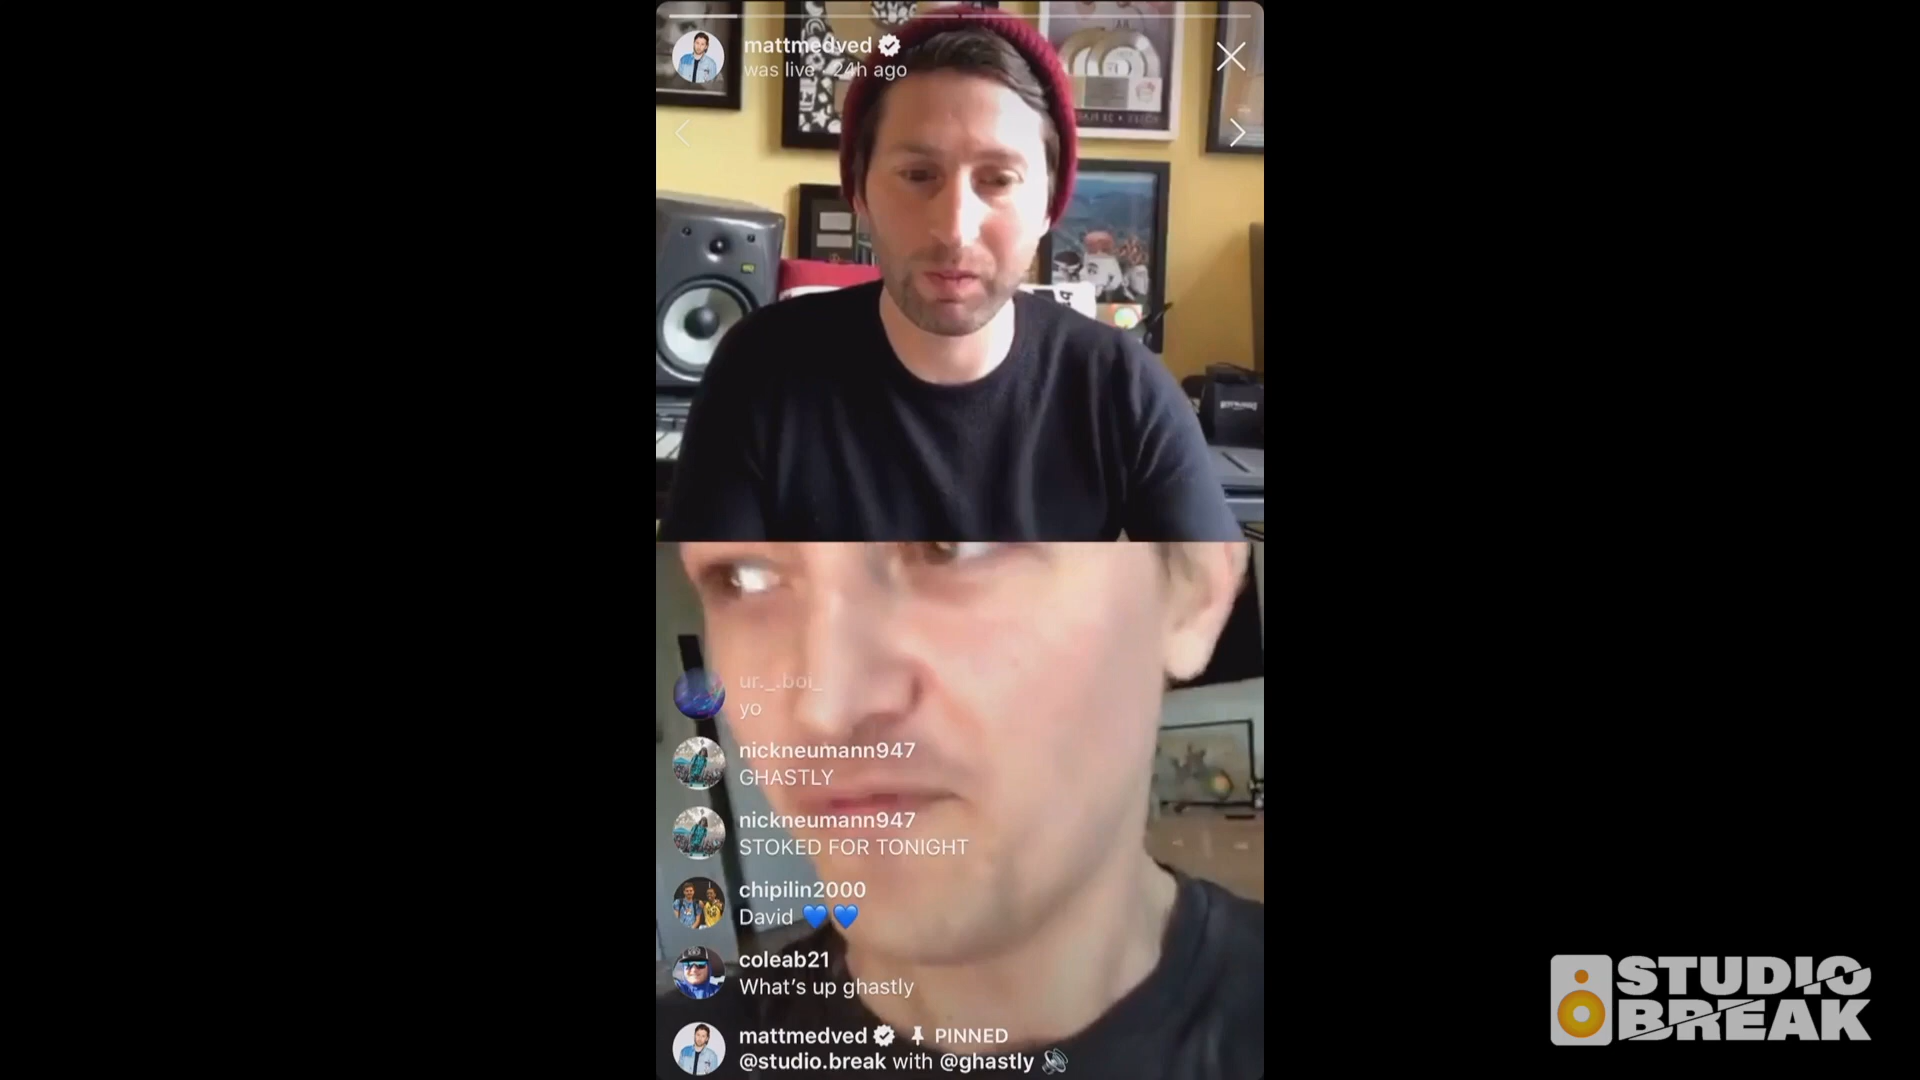 mattmedved
was live · 24h ago
ur._.boi_
yo
nickneumann947
GHASTLY
nickneumann947
STOKED FOR TONIGHT
chipilin2000
David 💙💙
coleab21
What's up ghastly
mattmedved PINNED
@studio.break with @ghastly 🔊
STUDIO
BREAK